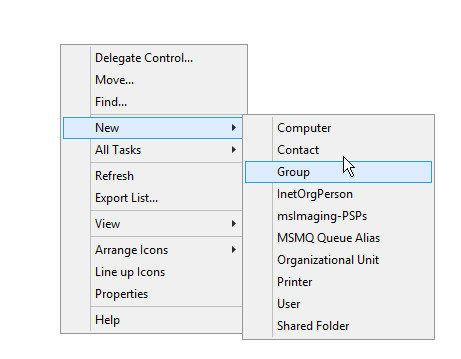 Delegate Control...
Move...
Find...
New
All Tasks
Refresh
Export List...
View
Arrange Icons
Line up Icons
Properties
Help
Computer
Contact
Group
InetOrgPerson
msImaging-PSPs
MSMQ Queue Alias
Organizational Unit
Printer
User
Shared Folder